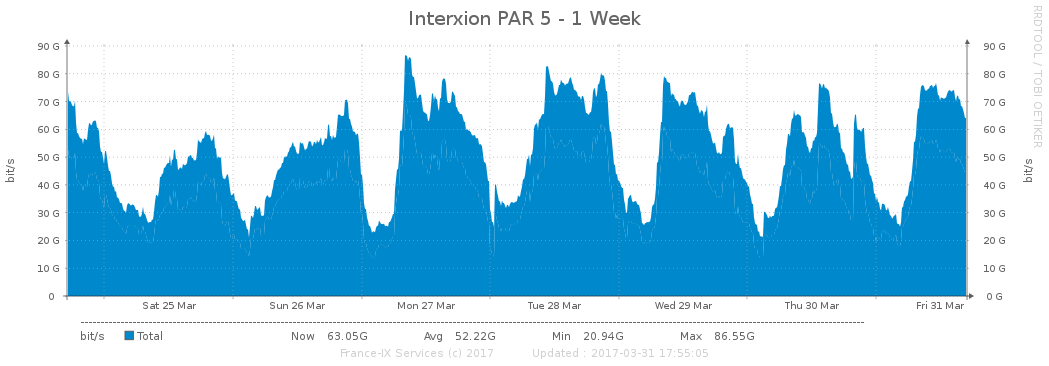 Interxion PAR 5 - 1 Week
RRDTOOL / TOBI OETIKER
90 G 90 G
80 G 80 G
70 G 70 G
60 G 60 G
50 G 50 G
40 G 40 G
30 G 30 G
20 G 20 G
10 G 10 G
0 0 G
bit/s bit/s
Sat 25 Mar Sun 26 Mar Mon 27 Mar Tue 28 Mar Wed 29 Mar Thu 30 Mar Fri 31 Mar
bit/s Total Now 63.05G Avg 52.22G Min 20.94G Max 86.55G
France-IX Services (c) 2017 Updated : 2017-03-31 17:55:05